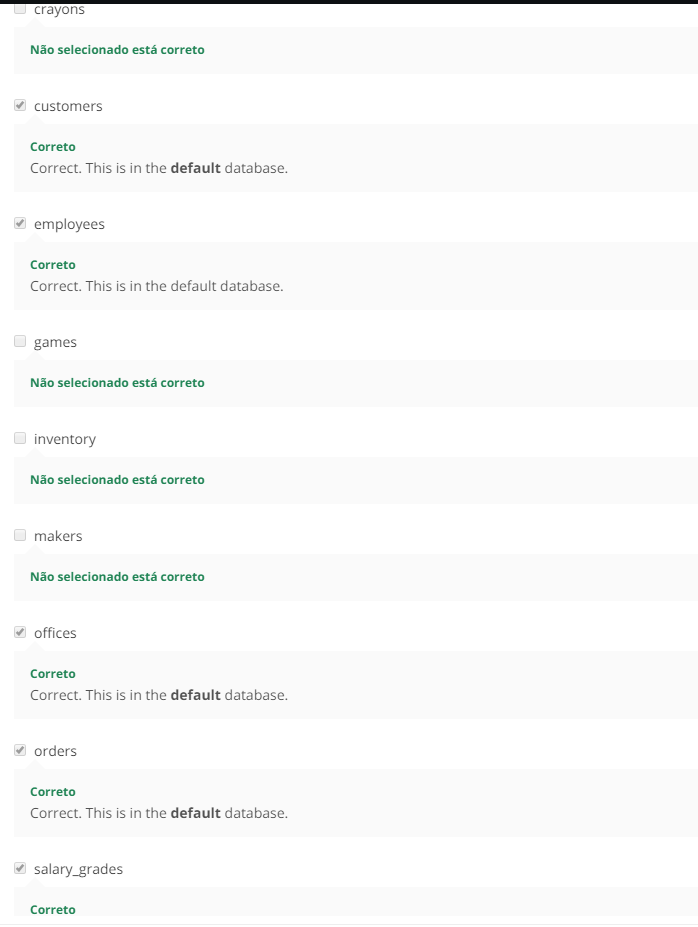 crayons
Não selecionado está correto
customers
Correto
Correct. This is in the default database.
employees
Correto
Correct. This is in the default database.
games
Não selecionado está correto
inventory
Não selecionado está correto
makers
Não selecionado está correto
offices
Correto
Correct. This is in the default database.
orders
Correto
Correct. This is in the default database.
salary_grades
Correto